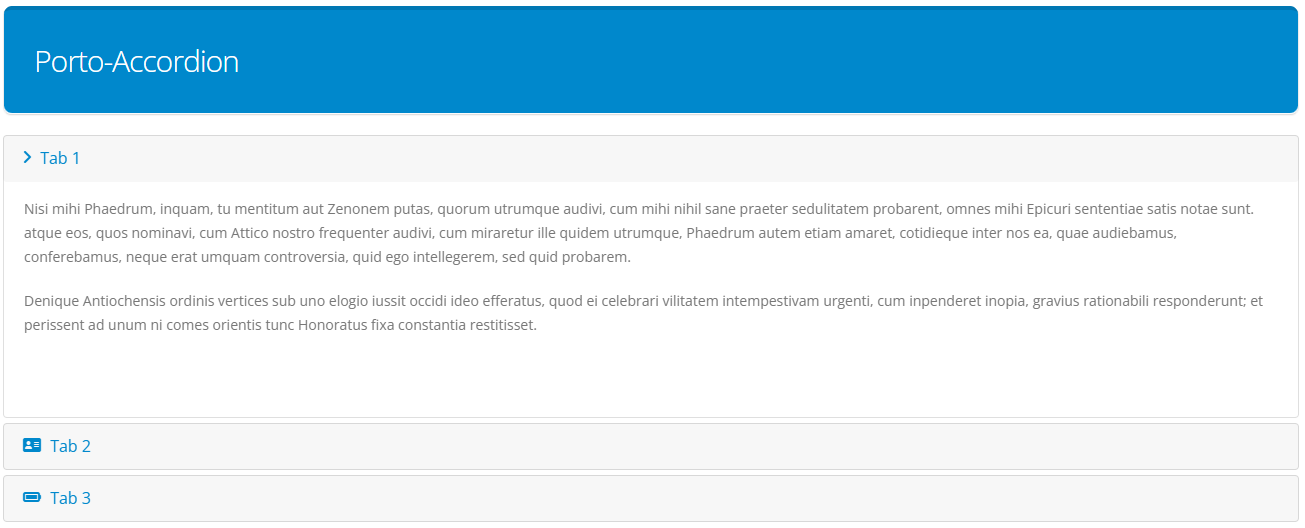 Porto-Accordion
Tab 1
Nisi mihi Phaedrum, inquam, tu mentitum aut Zenonem putas, quorum utrumque audivi, cum mihi nihil sane praeter sedulitatem probarent, omnes mihi Epicuri sententiae satis notae sunt.
atque eos, quos nominavi, cum Attico nostro frequenter audivi, cum miraretur ille quidem utrumque, Phaedrum autem etiam amaret, cotidieque inter nos ea, quae audiebamus,
conferebamus, neque erat umquam controversia, quid ego intellegerem, sed quid probarem.
Denique Antiochensis ordinis vertices sub uno elogio iussit occidi ideo efferatus, quod ei celebrari vilitatem intempestivam urgenti, cum inpenderet inopia, gravius rationabili responderunt; et
perissent ad unum ni comes orientis tunc Honoratus fixa constantia restitisset.
Tab 2
Tab 3